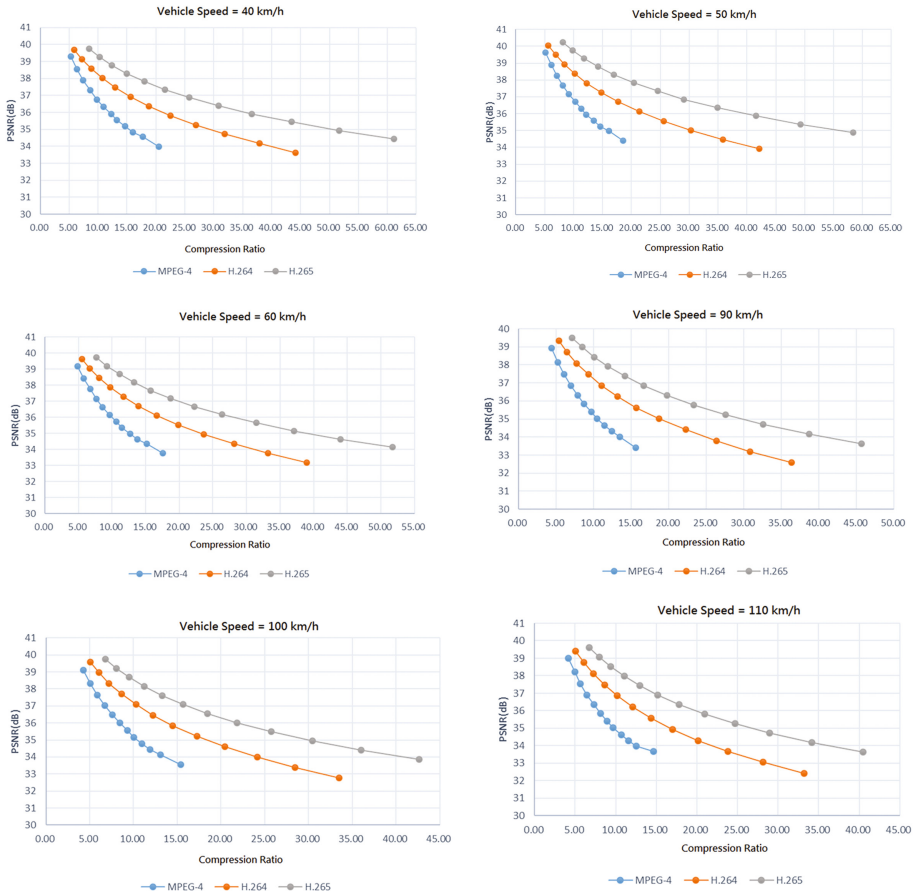 Vehicle Speed = 40 km/h
41
40
39
38
37
36
35
34
33
32
31
30
PSNR(dB)
0.00 5.00 10.00 15.00 20.00 25.00 30.00 35.00 40.00 45.00 50.00 55.00 60.00 65.00
Compression Ratio
MPEG-4 H.264 H.265
Vehicle Speed = 50 km/h
41
40
39
38
37
36
35
34
33
32
31
30
PSNR(dB)
0.00 5.00 10.00 15.00 20.00 25.00 30.00 35.00 40.00 45.00 50.00 55.00 60.00 65.00
Compression Ratio
MPEG-4 H.264 H.265
Vehicle Speed = 60 km/h
41
40
39
38
37
36
35
34
33
32
31
30
PSNR(dB)
0.00 5.00 10.00 15.00 20.00 25.00 30.00 35.00 40.00 45.00 50.00 55.00
Compression Ratio
MPEG-4 H.264 H.265
Vehicle Speed = 90 km/h
40
39
38
37
36
35
34
33
32
31
30
PSNR(dB)
0.00 5.00 10.00 15.00 20.00 25.00 30.00 35.00 40.00 45.00 50.00
Compression Ratio
MPEG-4 H.264 H.265
Vehicle Speed = 100 km/h
41
40
39
38
37
36
35
34
33
32
31
30
PSNR(dB)
0.00 5.00 10.00 15.00 20.00 25.00 30.00 35.00 40.00 45.00
Compression Ratio
MPEG-4 H.264 H.265
Vehicle Speed = 110 km/h
41
40
39
38
37
36
35
34
33
32
31
30
PSNR(dB)
0.00 5.00 10.00 15.00 20.00 25.00 30.00 35.00 40.00 45.00
Compression Ratio
MPEG-4 H.264 H.265